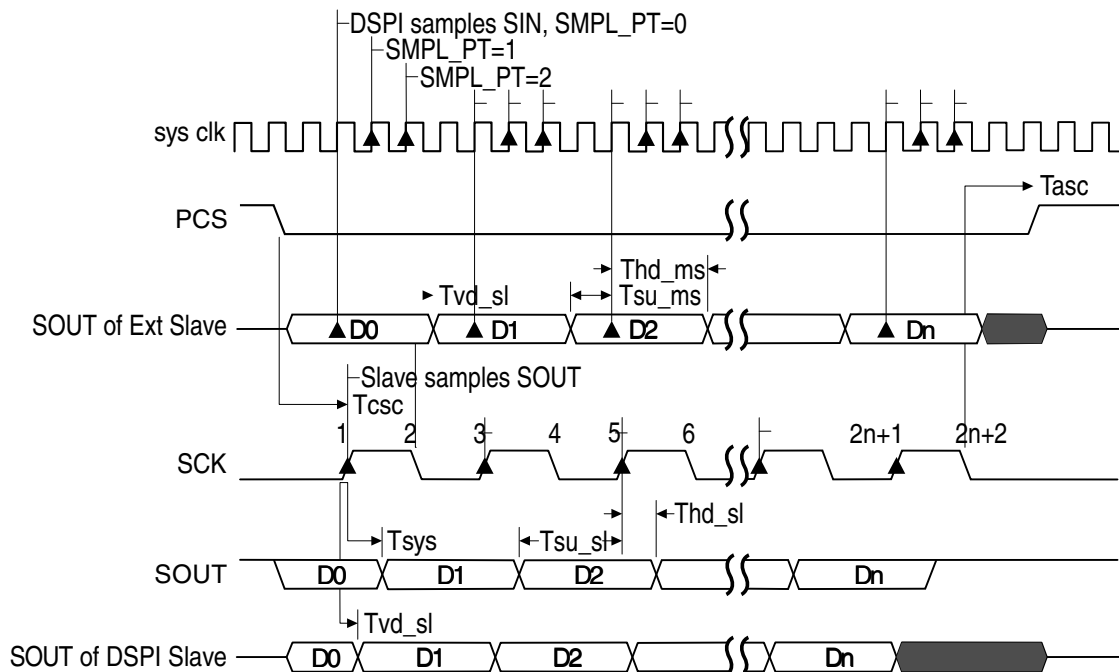 DSPI samples SIN, SMPL_PT=0
SMPL_PT=1
SMPL_PT=2
sys clk
Tasc
PCS
Thd_ms
Tvd_sl Tsu_ms
SOUT of Ext Slave D0 D1 D2 Dn
Slave samples SOUT
Tcsc
1 2 3 4 5 6 2n+1 2n+2
SCK
Thd_sl
Tsys Tsu_sl
SOUT D0 D1 D2 Dn
Tvd_sl
SOUT of DSPI Slave D0 D1 D2 Dn